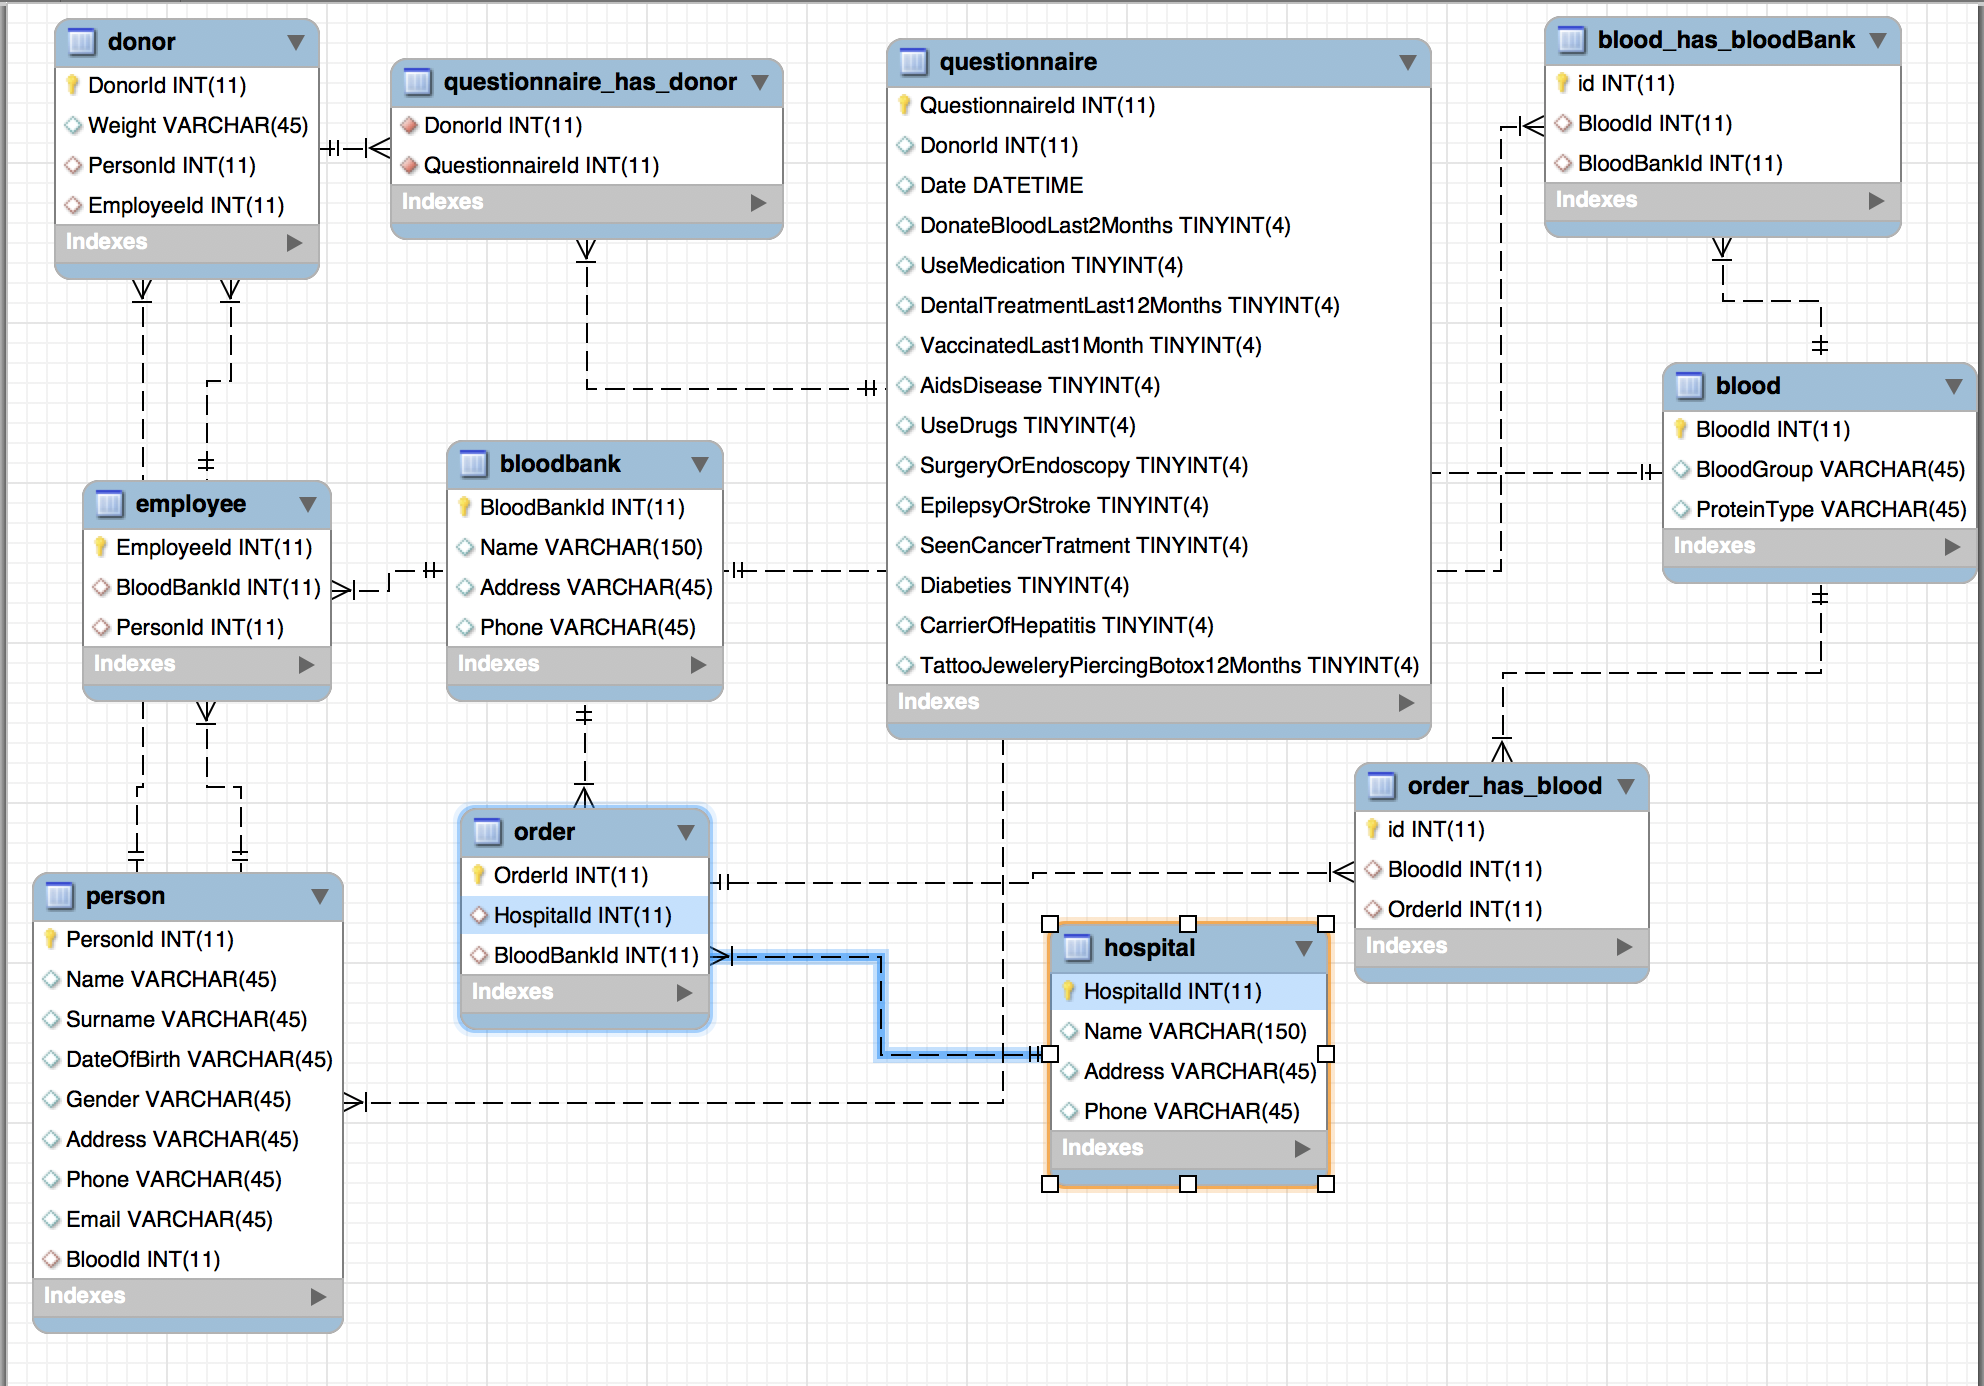 donor
DonorId INT(11)
Weight VARCHAR(45)
PersonId INT(11)
EmployeeId INT(11)
Indexes
questionnaire_has_donor
DonorId INT(11)
QuestionnaireId INT(11)
Indexes
questionnaire
QuestionnaireId INT(11)
DonorId INT(11)
Date DATETIME
DonateBloodLast2Months TINYINT(4)
UseMedication TINYINT(4)
DentalTreatmentLast12Months TINYINT(4)
VaccinatedLast1Month TINYINT(4)
AidsDisease TINYINT(4)
UseDrugs TINYINT(4)
SurgeryOrEndoscopy TINYINT(4)
EpilepsyOrStroke TINYINT(4)
SeenCancerTratment TINYINT(4)
Diabeties TINYINT(4)
CarrierOfHepatitis TINYINT(4)
TattooJeweleryPiercingBotox12Months TINYINT(4)
Indexes
blood_has_bloodBank
id INT(11)
BloodId INT(11)
BloodBankId INT(11)
Indexes
blood
BloodId INT(11)
BloodGroup VARCHAR(45)
ProteinType VARCHAR(45)
Indexes
employee
EmployeeId INT(11)
BloodBankId INT(11)
PersonId INT(11)
Indexes
bloodbank
BloodBankId INT(11)
Name VARCHAR(150)
Address VARCHAR(45)
Phone VARCHAR(45)
Indexes
order
OrderId INT(11)
HospitalId INT(11)
BloodBankId INT(11)
Indexes
order_has_blood
id INT(11)
BloodId INT(11)
OrderId INT(11)
Indexes
person
PersonId INT(11)
Name VARCHAR(45)
Surname VARCHAR(45)
DateOfBirth VARCHAR(45)
Gender VARCHAR(45)
Address VARCHAR(45)
Phone VARCHAR(45)
Email VARCHAR(45)
BloodId INT(11)
Indexes
hospital
HospitalId INT(11)
Name VARCHAR(150)
Address VARCHAR(45)
Phone VARCHAR(45)
Indexes